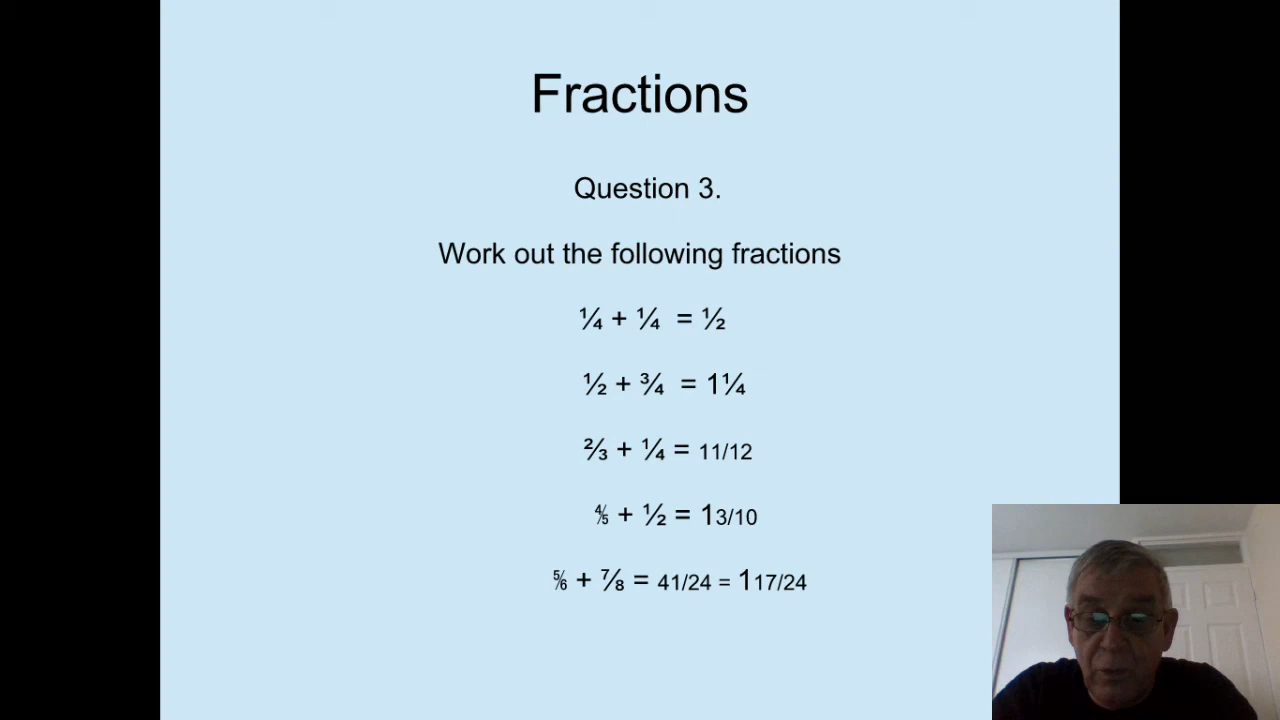 Fractions
Question 3.
Work out the following fractions
¼ + ¼ = ½
½ + ¾ = 1¼
⅔ + ¼ = 11/12
⅘ + ½ = 13/10
⅚ + ⅞ = 41/24 = 117/24